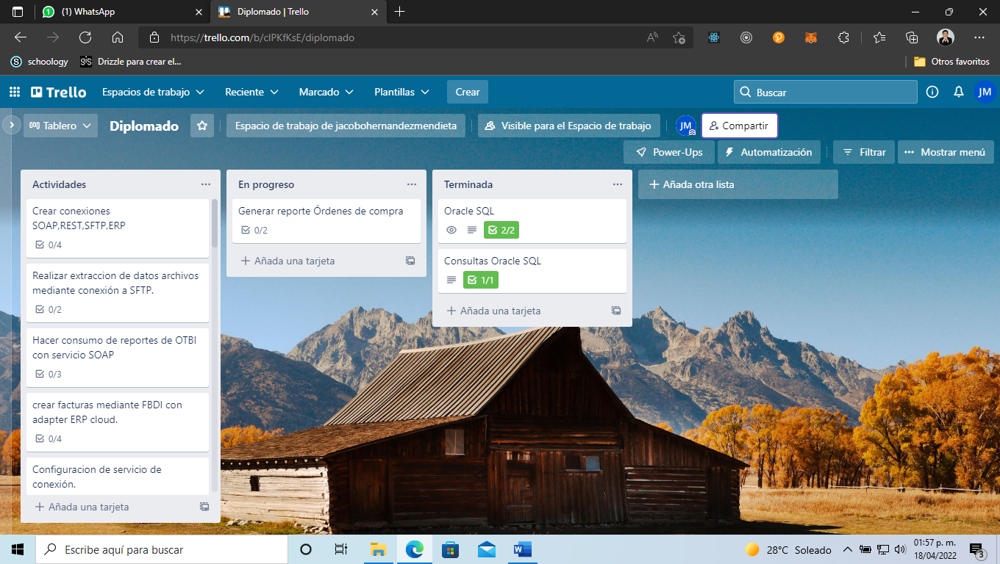 (1) WhatsApp
Diplomado | Trello
https://trello.com/b/cIPKfKsE/diplomado
schoology
Drizzle para crear el...
Otros favoritos
Trello
Espacios de trabajo
Reciente
Marcado
Plantillas
Crear
Buscar
JM
Tablero
Diplomado
Espacio de trabajo de jacobohernandezmendieta
Visible para el Espacio de trabajo
JM
Compartir
Power-Ups
Automatización
Filtrar
Mostrar menú
Actividades
Crear conexiones
SOAP,REST,SFTP,ERP
0/4
Realizar extraccion de datos archivos
mediante conexión a SFTP.
0/2
Hacer consumo de reportes de OTBI
con servicio SOAP
0/3
crear facturas mediante FBDI con
adapter ERP cloud.
0/4
Configuracion de servicio de
conexión.
Añada una tarjeta
En progreso
Generar reporte Órdenes de compra
0/2
Añada una tarjeta
Terminada
Oracle SQL
2/2
Consultas Oracle SQL
1/1
Añada una tarjeta
Añada otra lista
Escribe aquí para buscar
28°C Soleado
01:57 p. m.
18/04/2022
3